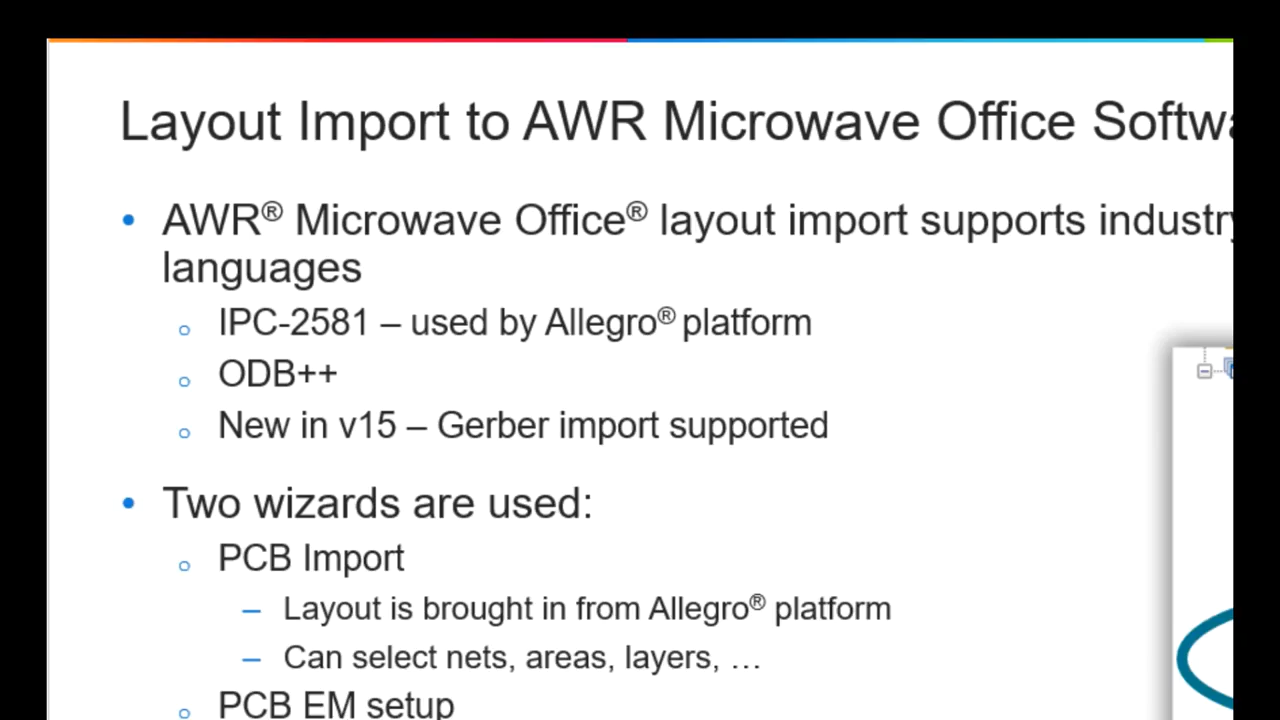 Layout Import to AWR Microwave Office
• AWR® Microwave Office® layout import supports
languages
○ IPC-2581 – used by Allegro® platform
○ ODB++
○ New in v15 – Gerber import supported
• Two wizards are used:
○ PCB Import
– Layout is brought in from Allegro® platform
– Can select nets, areas, layers, …
○ PCB EM setup